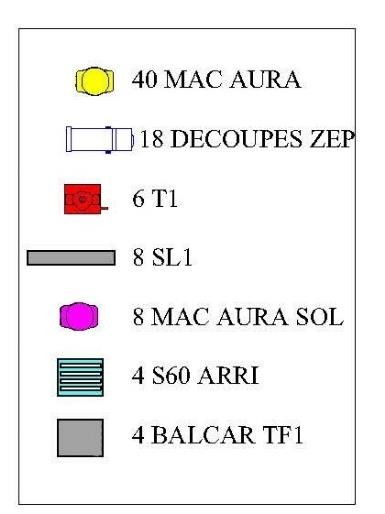 40 MAC AURA
18 DECOUPES ZEP
6 T1
8 SL1
8 MAC AURA SOL
4 S60 ARRI
4 BALCAR TF1